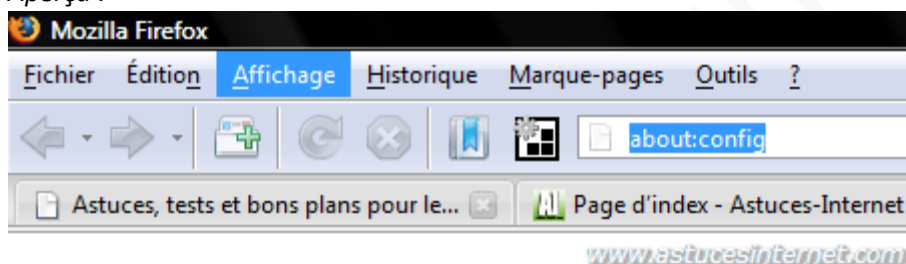 Aperçu :
Mozilla Firefox
Fichier Édition Affichage Historique Marque-pages Outils ?
about:config
Astuces, tests et bons plans pour le... Page d'index - Astuces-Internet
www.astucesinternet.com